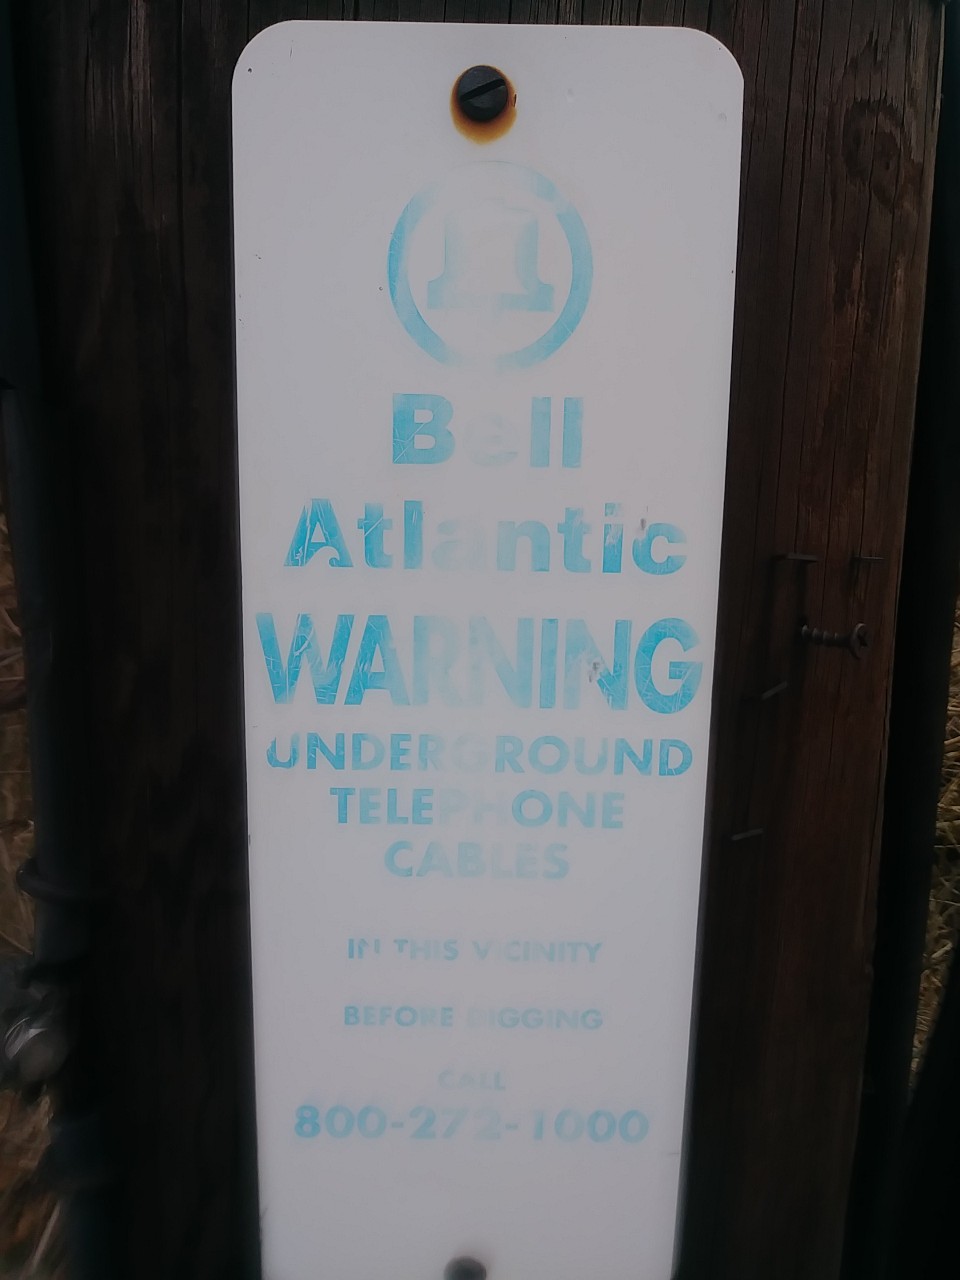 Bell
Atlantic
WARNING
UNDERGROUND
TELEPHONE
CABLES
IN THIS VICINITY
BEFORE DIGGING
CALL
800-272-1000